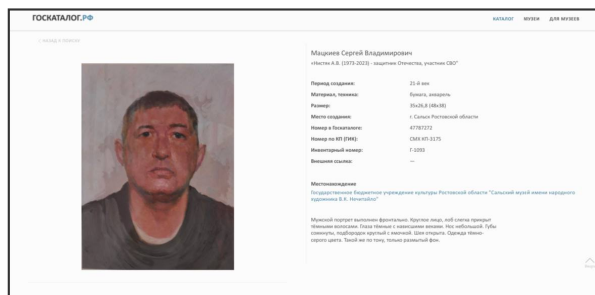 ГОСКАТАЛОГ.РФ
КАТАЛОГ МУЗЕИ ДЛЯ МУЗЕЕВ
< НАЗАД К ПОИСКУ
Мацкиев Сергей Владимирович
«Нестяк А.В. (1973-2023) - защитник Отечества, участник СВО"
Период создания: 21-й век
Материал, техника: бумага, акварель
Размер: 35х26,8 (48х38)
Место создания: г. Сальск Ростовской области
Номер в Госкаталоге: 47787272
Номер по КП (ГИК): СМХ КП-3175
Инвентарный номер: Г-1093
Внешняя ссылка: —
Местонахождение
Государственное бюджетное учреждение культуры Ростовской области "Сальский музей имени народного
художника В.К. Нечитайло"
Мужской портрет выполнен фронтально. Круглое лицо, лоб слегка прикрыт
тёмными волосами. Глаза тёмные с нависшими веками. Нос небольшой. Губы
сомкнуты, подбородок круглый с ямочкой. Шея открыта. Одежда тёмно-
серого цвета. Такой же по тону, только размытый фон.